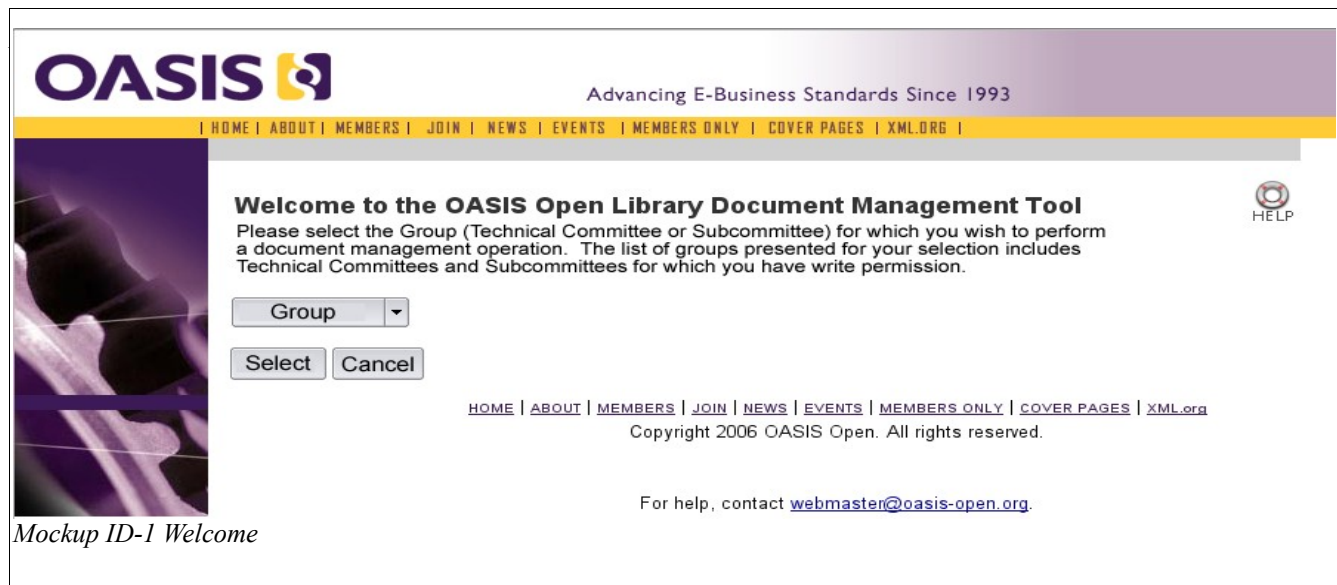 OASIS
Advancing E-Business Standards Since 1993
| HOME | ABOUT | MEMBERS | JOIN | NEWS | EVENTS | MEMBERS ONLY | COVER PAGES | XML.ORG |
Welcome to the OASIS Open Library Document Management Tool
HELP
Please select the Group (Technical Committee or Subcommittee) for which you wish to perform
a document management operation. The list of groups presented for your selection includes
Technical Committees and Subcommittees for which you have write permission.
Group
Select Cancel
HOME | ABOUT | MEMBERS | JOIN | NEWS | EVENTS | MEMBERS ONLY | COVER PAGES | XML.org
Copyright 2006 OASIS Open. All rights reserved.
For help, contact webmaster@oasis-open.org.
Mockup ID-1 Welcome